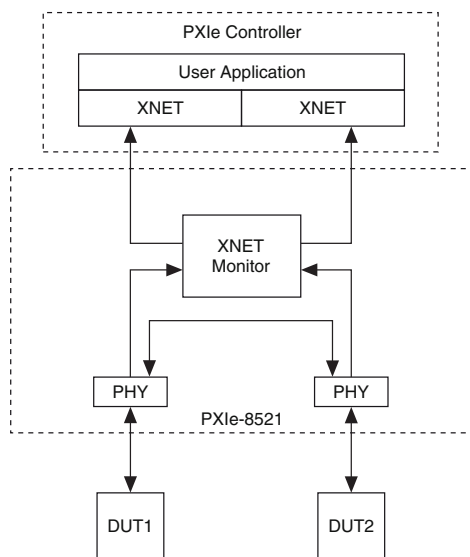 PXIe Controller
User Application
XNET XNET
XNET
Monitor
PHY PHY
PXIe-8521
DUT1 DUT2